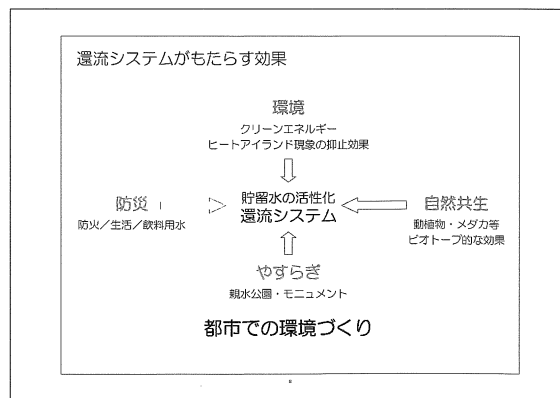 還流システムがもたらす効果
環境
クリーンエネルギー
ヒートアイランド現象の抑止効果
防災
防火／生活／飲料用水
貯留水の活性化
還流システム
自然共生
動植物・メダカ等
ビオトープ的な効果
やすらぎ
親水公園・モニュメント
都市での環境づくり